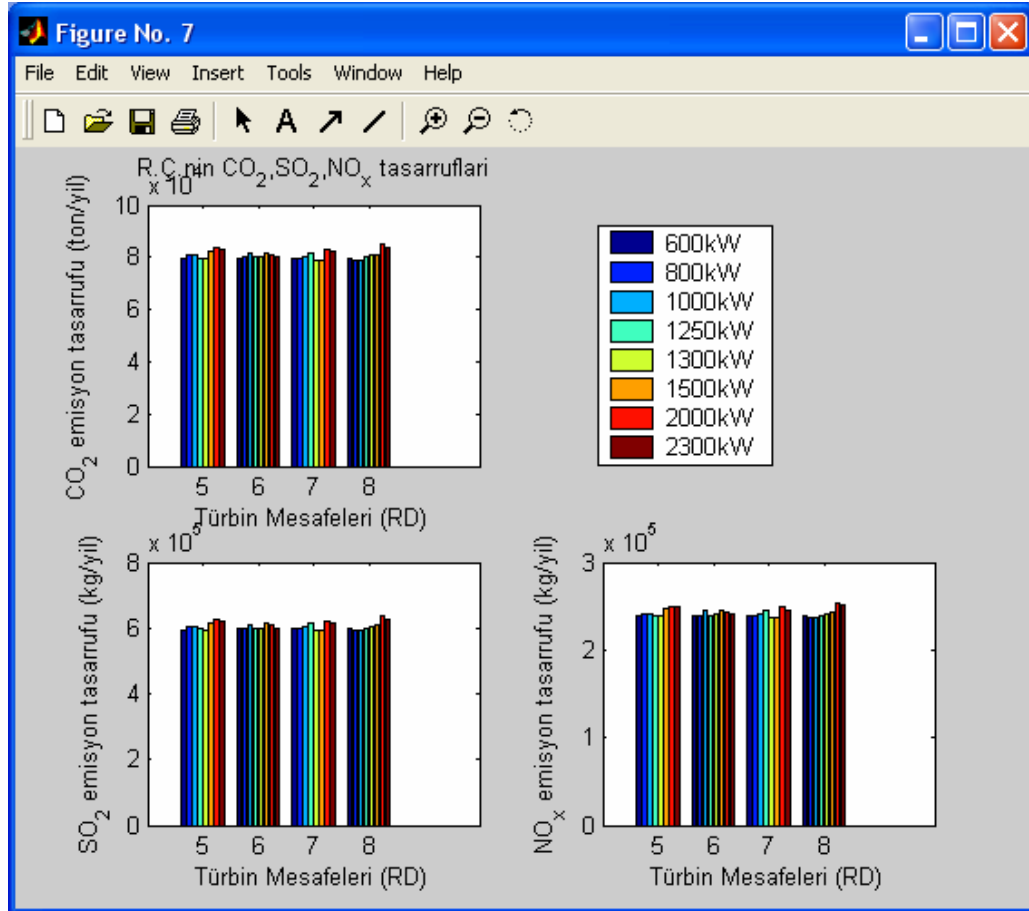 Figure No. 7
File Edit View Insert Tools Window Help
A
R.Ç.nin CO2,SO2,NOx tasarruflari
x 10^4
CO2 emisyon tasarrufu (ton/yil)
10
8
6
4
2
0
5 6 7 8
Türbin Mesafeleri (RD)
600kW
800kW
1000kW
1250kW
1300kW
1500kW
2000kW
2300kW
x 10^5
SO2 emisyon tasarrufu (kg/yil)
8
6
4
2
0
5 6 7 8
Türbin Mesafeleri (RD)
x 10^5
NOx emisyon tasarrufu (kg/yil)
3
2
1
0
5 6 7 8
Türbin Mesafeleri (RD)